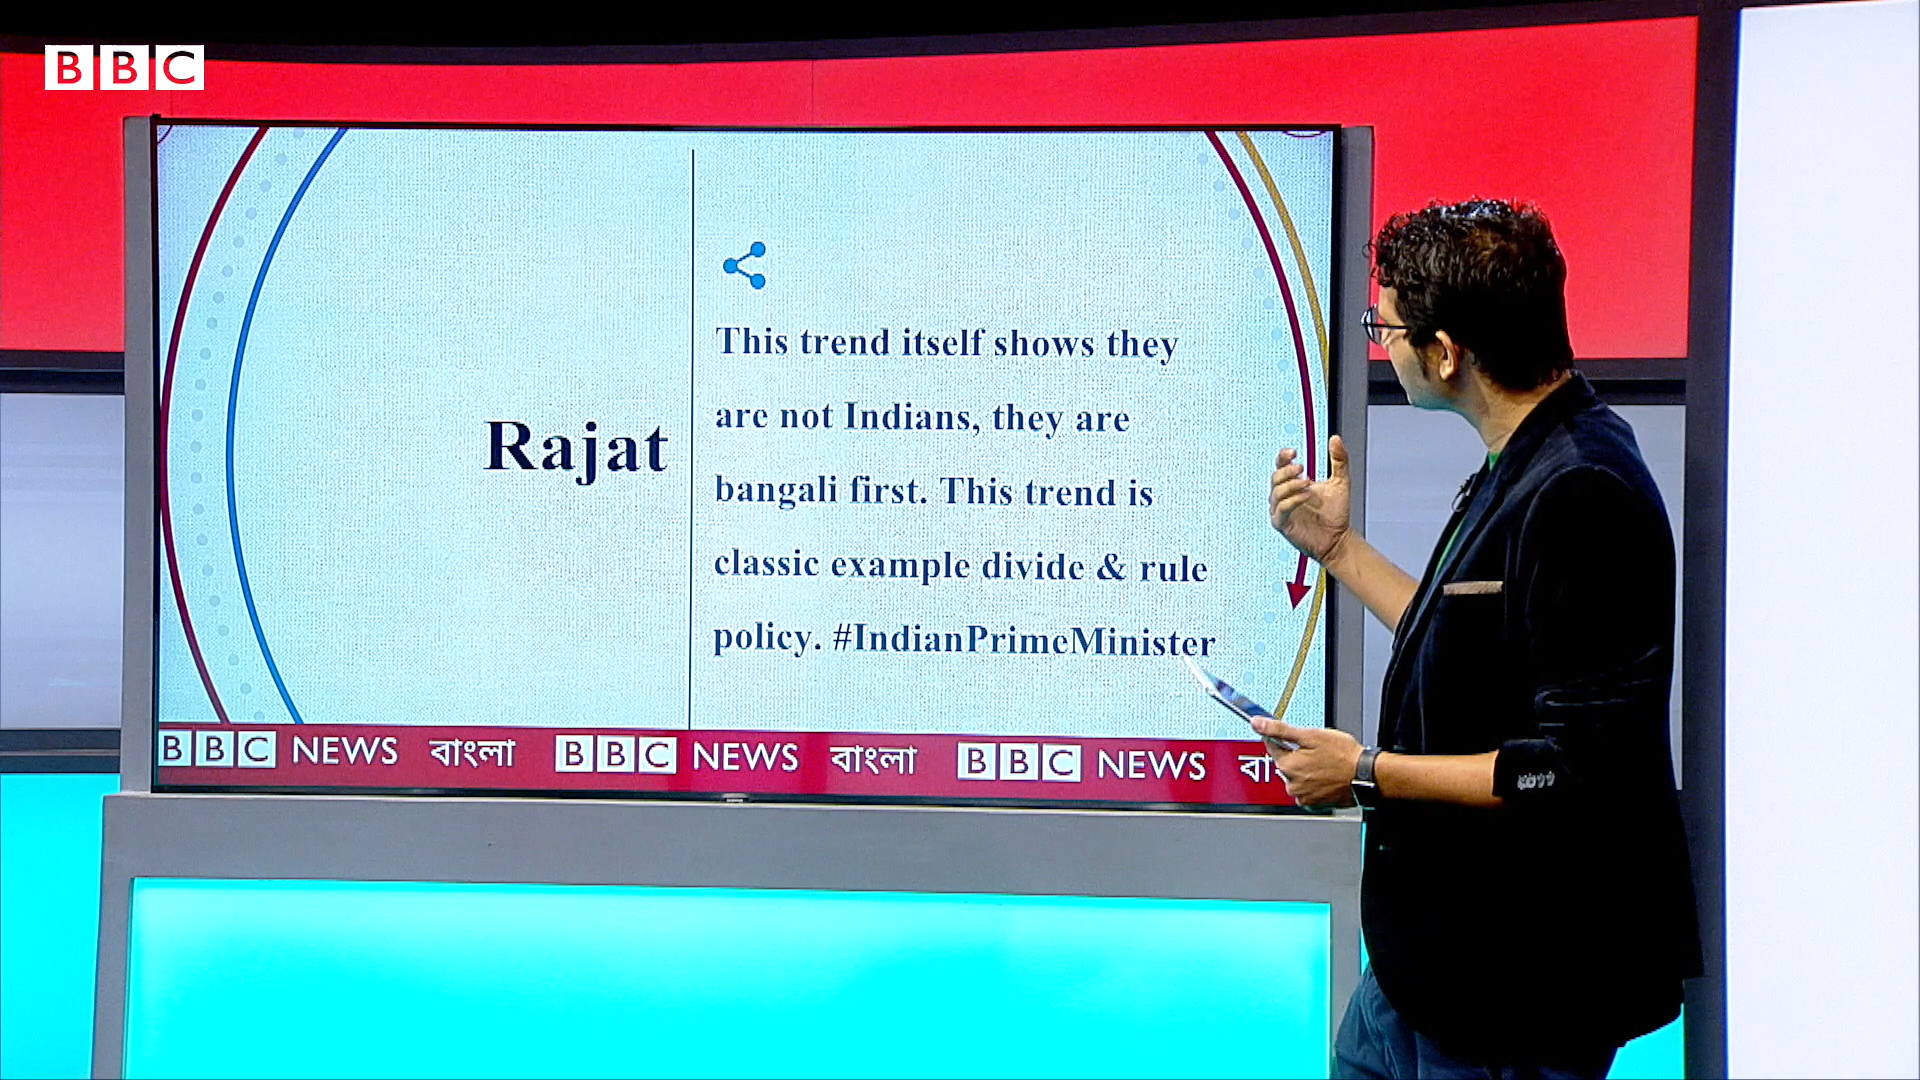 BBC
Rajat
This trend itself shows they
are not Indians, they are
bangali first. This trend is
classic example divide & rule
policy. #IndianPrimeMinister
BBC NEWS বাংলা BBC NEWS বাংলা BBC NEWS